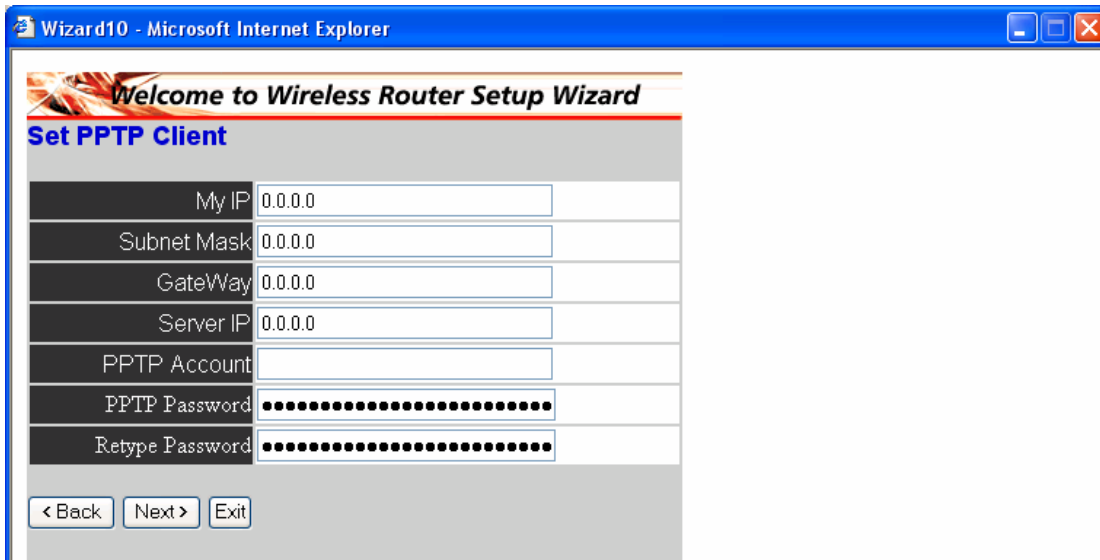 Wizard10 - Microsoft Internet Explorer
Welcome to Wireless Router Setup Wizard
Set PPTP Client
My IP 0.0.0.0
Subnet Mask 0.0.0.0
GateWay 0.0.0.0
Server IP 0.0.0.0
PPTP Account
PPTP Password ●●●●●●●●●●●●●●●●●●●●●●●●●
Retype Password ●●●●●●●●●●●●●●●●●●●●●●●●●
< Back Next > Exit